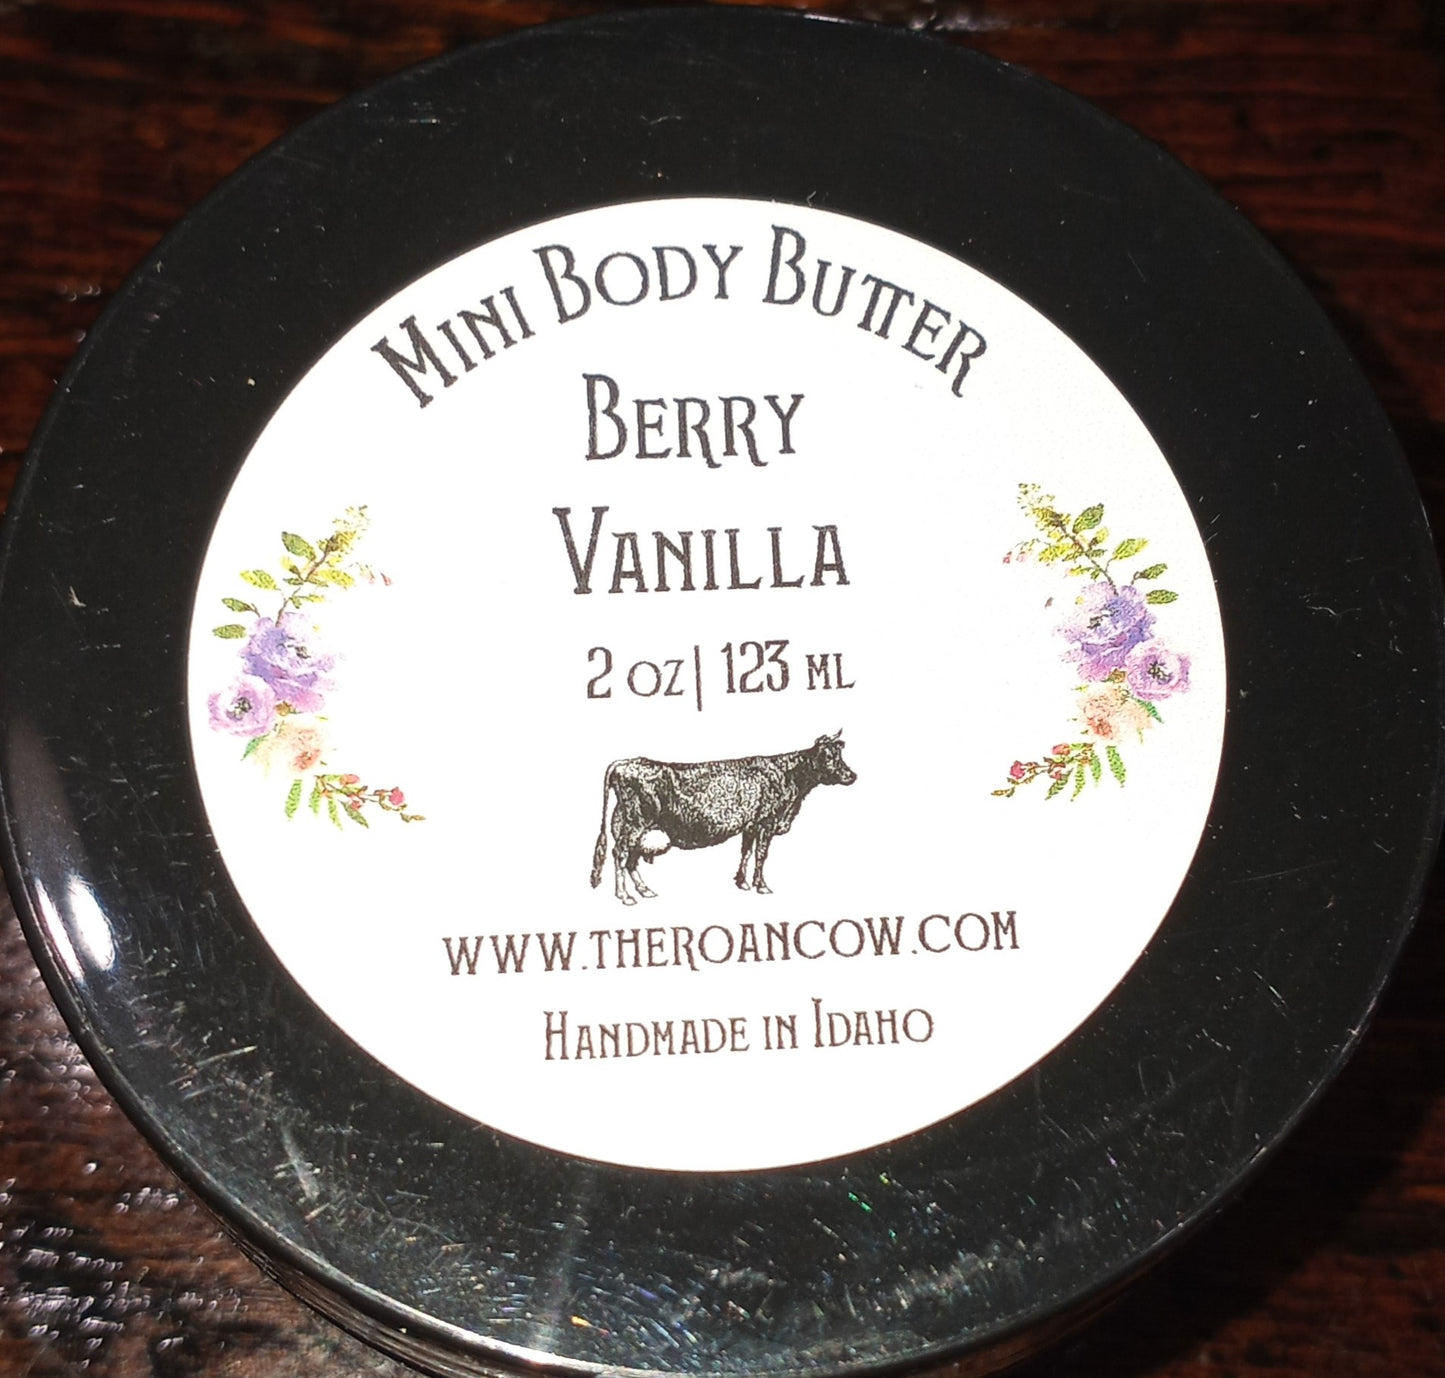 Mini Body Butter
Berry
Vanilla
2 oz| 123 ml
www.theroancow.com
Handmade in Idaho